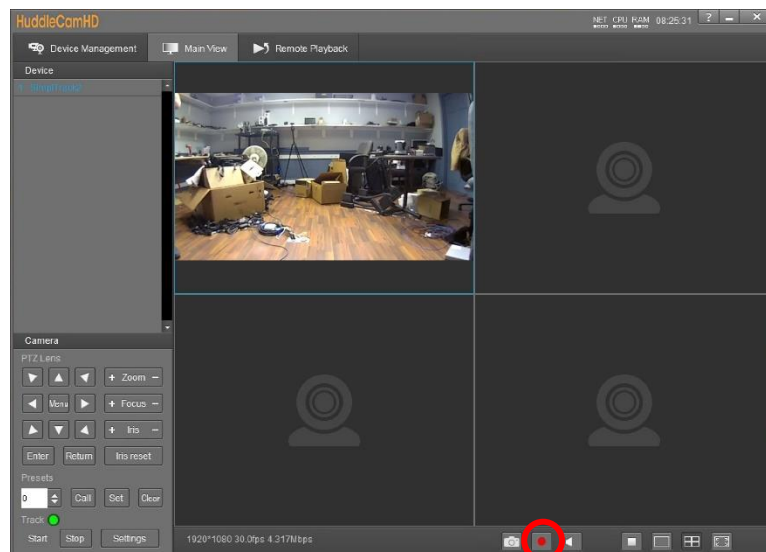 HuddleCamHD
NET CPU RAM 08:25:31 ? – X
Device Management Main View Remote Playback
Device
1. SimplTrack2
Camera
PTZ Lens
+ Zoom –
Menu + Focus –
+ Iris –
Enter Return Iris reset
Presets
0 Call Set Clear
Track
Start Stop Settings
1920*1080 30.0fps 4.317Mbps